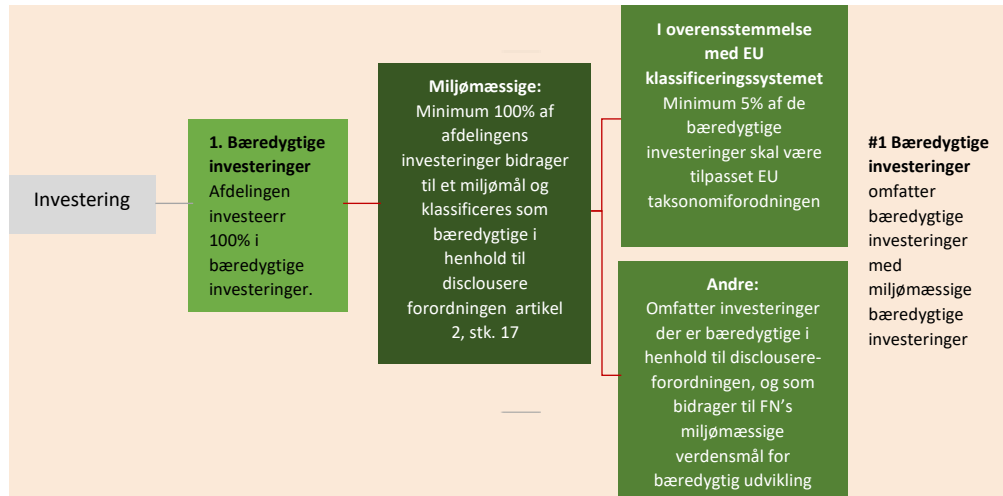 Investering
1. Bæredygtige
investeringer
Afdelingen
investeerr
100% i
bæredygtige
investeringer.
Miljømæssige:
Minimum 100% af
afdelingens
investeringer bidrager
til et miljømål og
klassificeres som
bæredygtige i
henhold til
disclousere
forordningen artikel
2, stk. 17
I overensstemmelse
med EU
klassificeringssystemet
Minimum 5% af de
bæredygtige
investeringer skal være
tilpasset EU
taksonomiforodningen
Andre:
Omfatter investeringer
der er bæredygtige i
henhold til disclousere-
forordningen, og som
bidrager til FN’s
miljømæssige
verdensmål for
bæredygtig udvikling
#1 Bæredygtige
investeringer
omfatter
bæredygtige
investeringer
med
miljømæssige
bæredygtige
investeringer